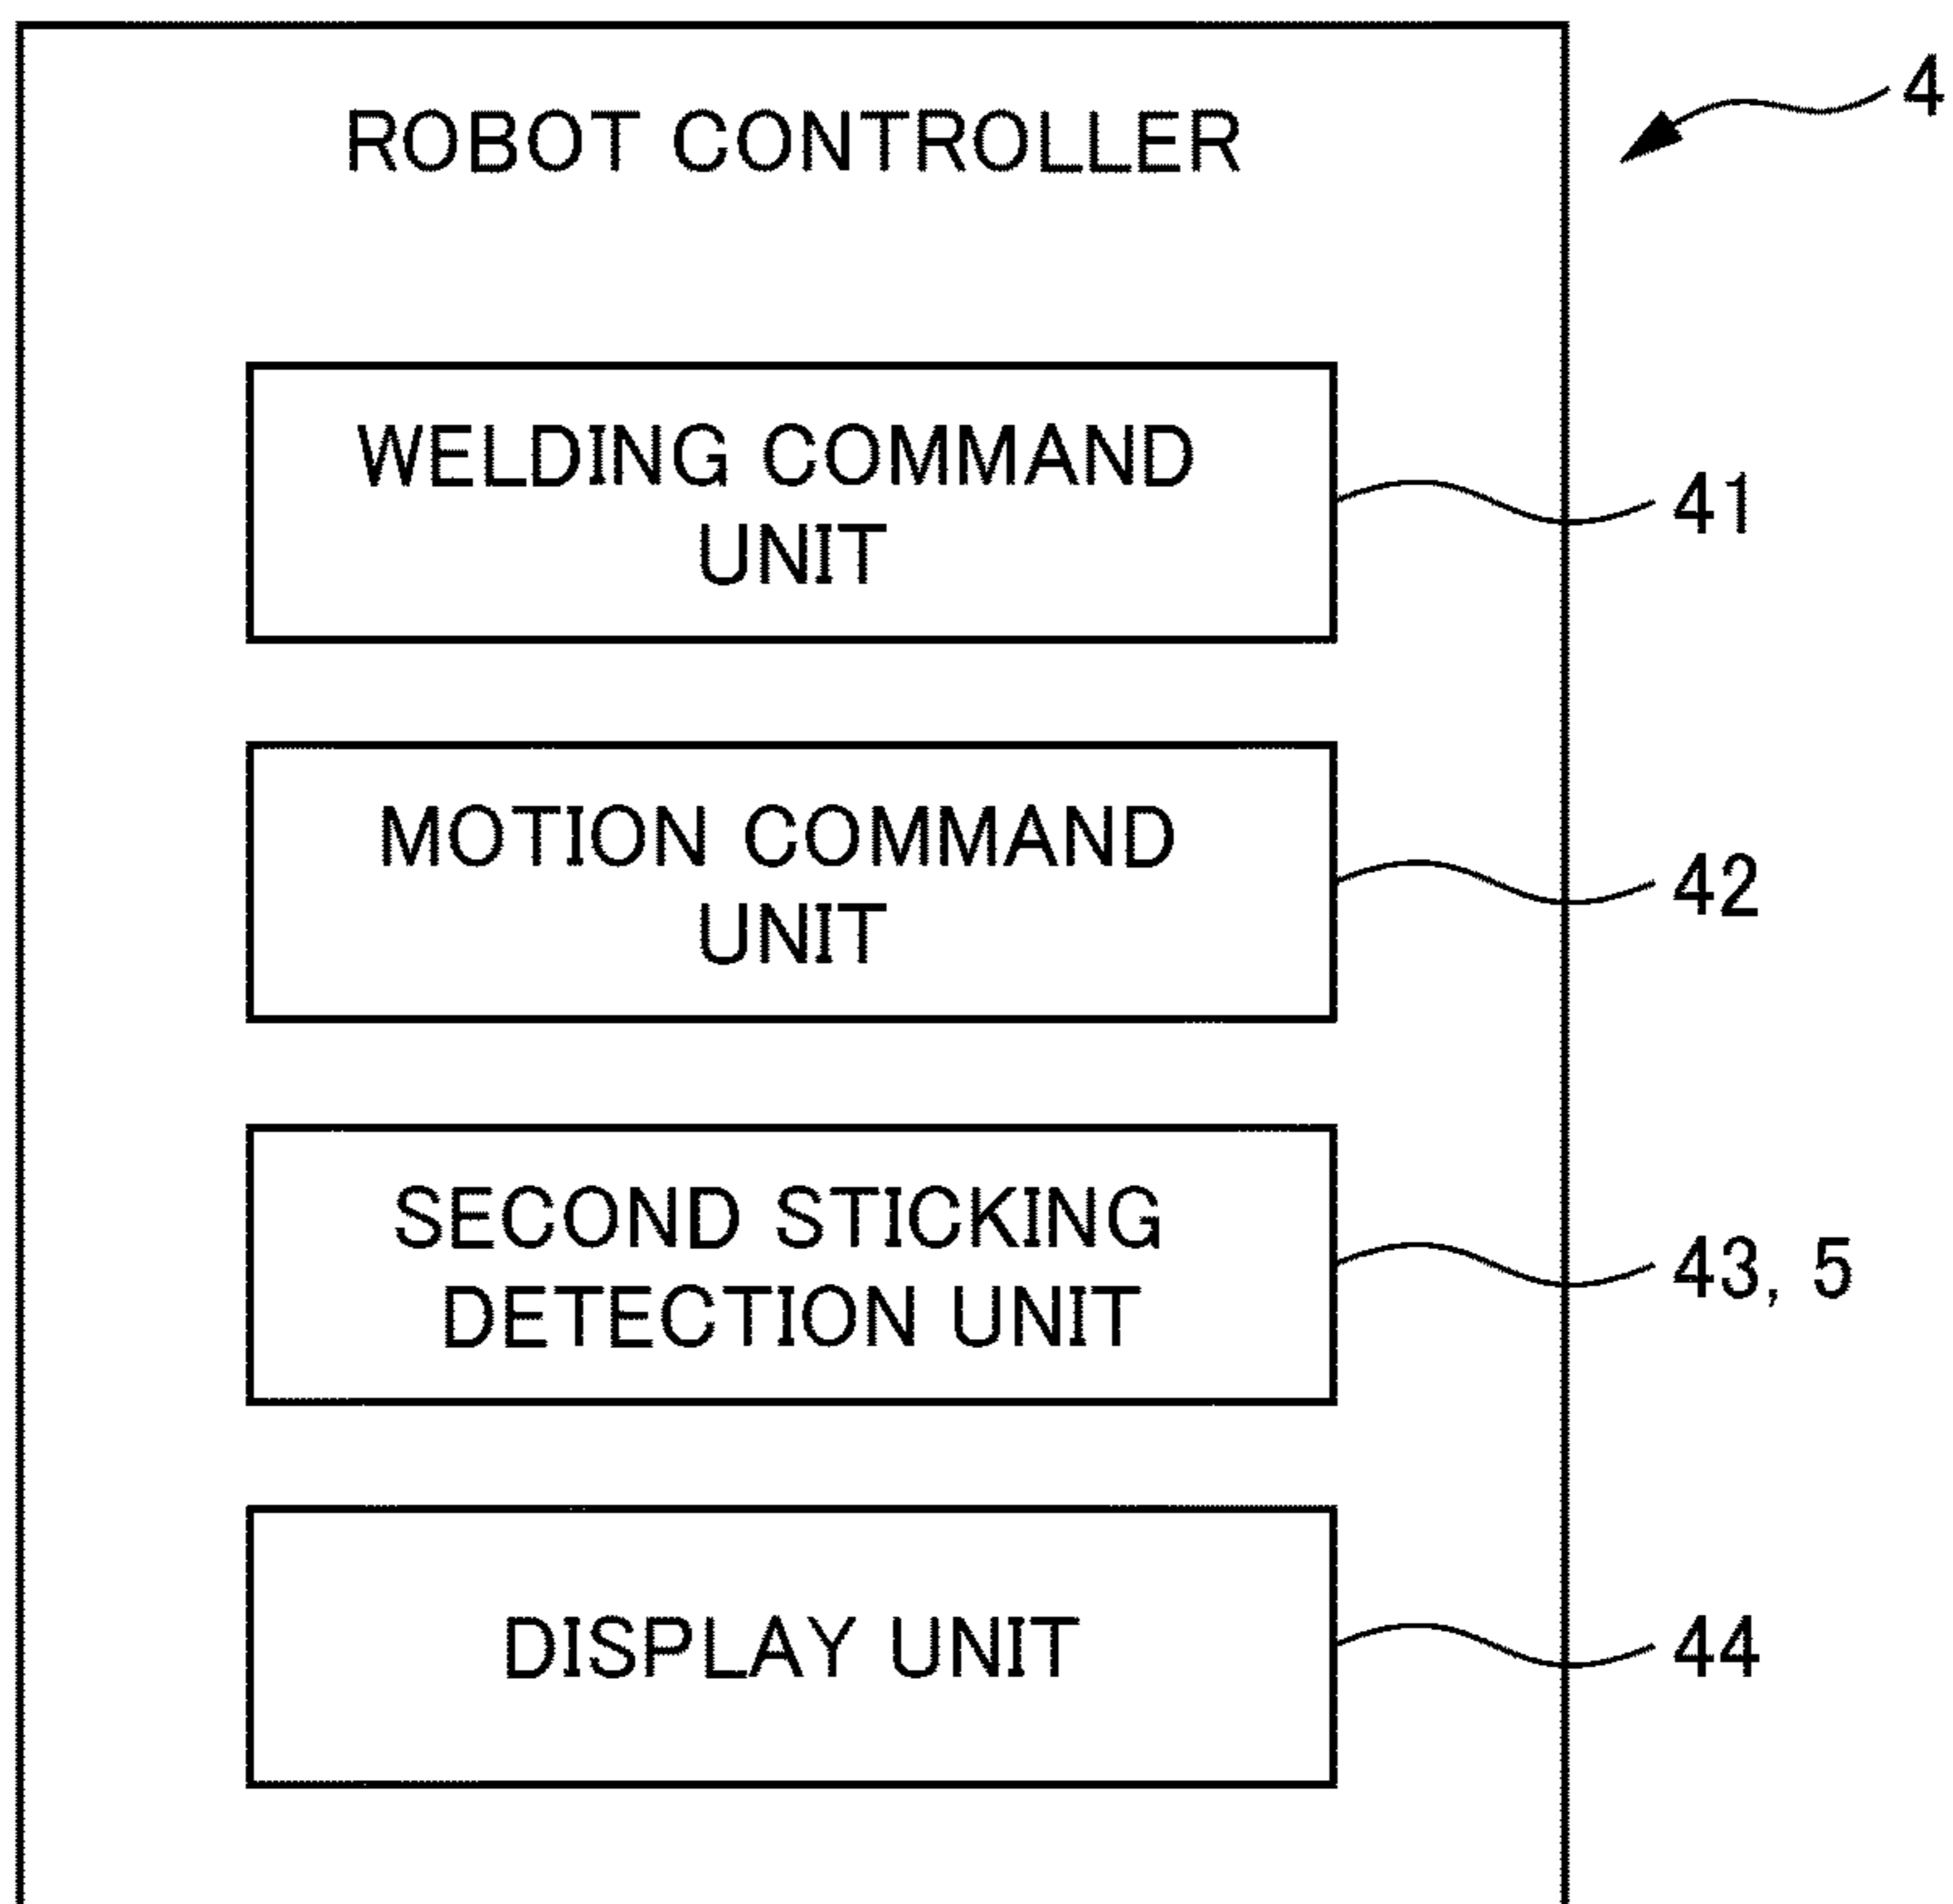 ROBOT CONTROLLER
4
WELDING COMMAND
UNIT
41
MOTION COMMAND
UNIT
42
SECOND STICKING
DETECTION UNIT
43, 5
DISPLAY UNIT
44